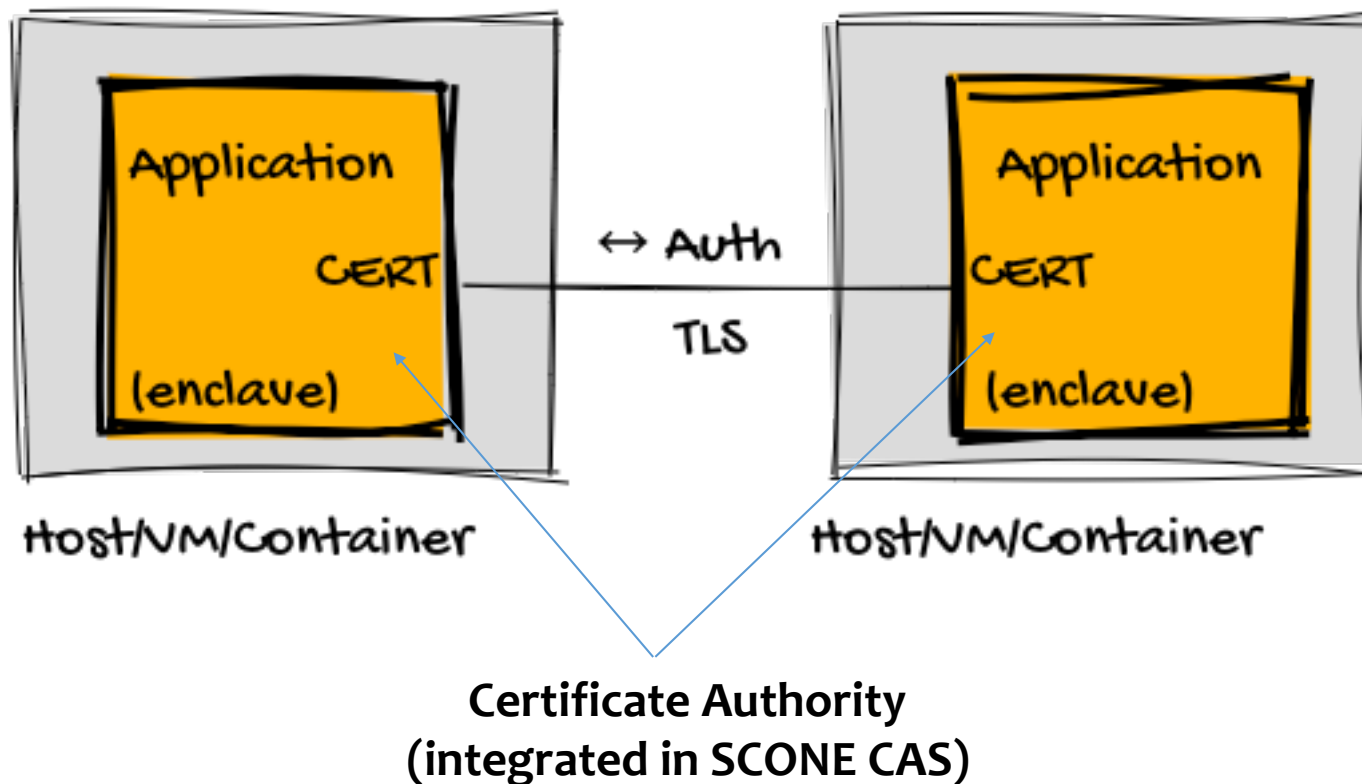 Application
CERT
(enclave)
Host/VM/Container
↔ Auth
TLS
Application
CERT
(enclave)
Host/VM/Container
Certificate Authority
(integrated in SCONE CAS)